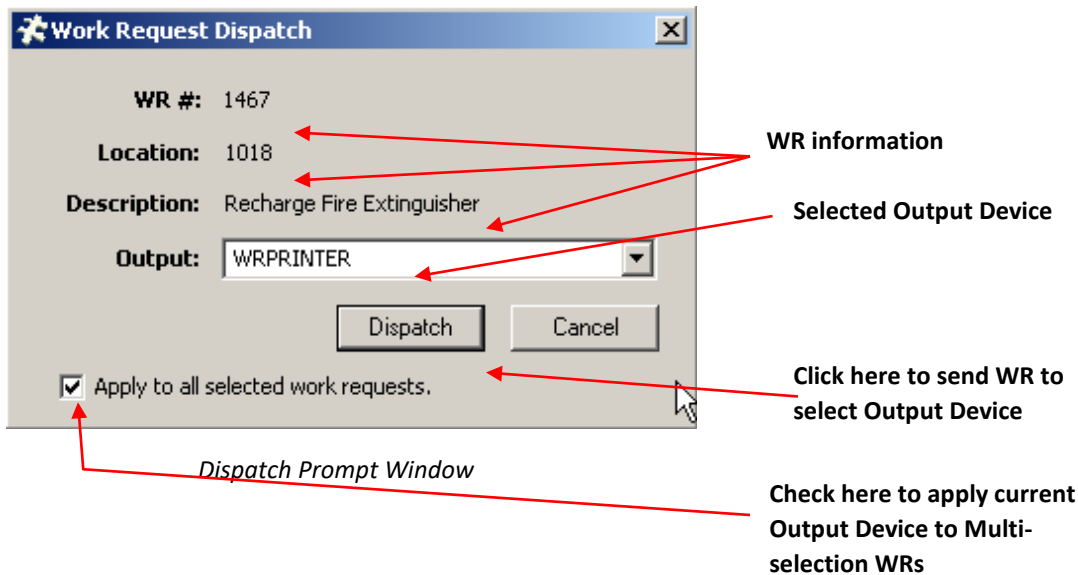 Work Request Dispatch
WR #: 1467
Location: 1018
Description: Recharge Fire Extinguisher
Output: WRPRINTER
Dispatch Cancel
Apply to all selected work requests.
Dispatch Prompt Window
WR information
Selected Output Device
Click here to send WR to
select Output Device
Check here to apply current
Output Device to Multi-
selection WRs